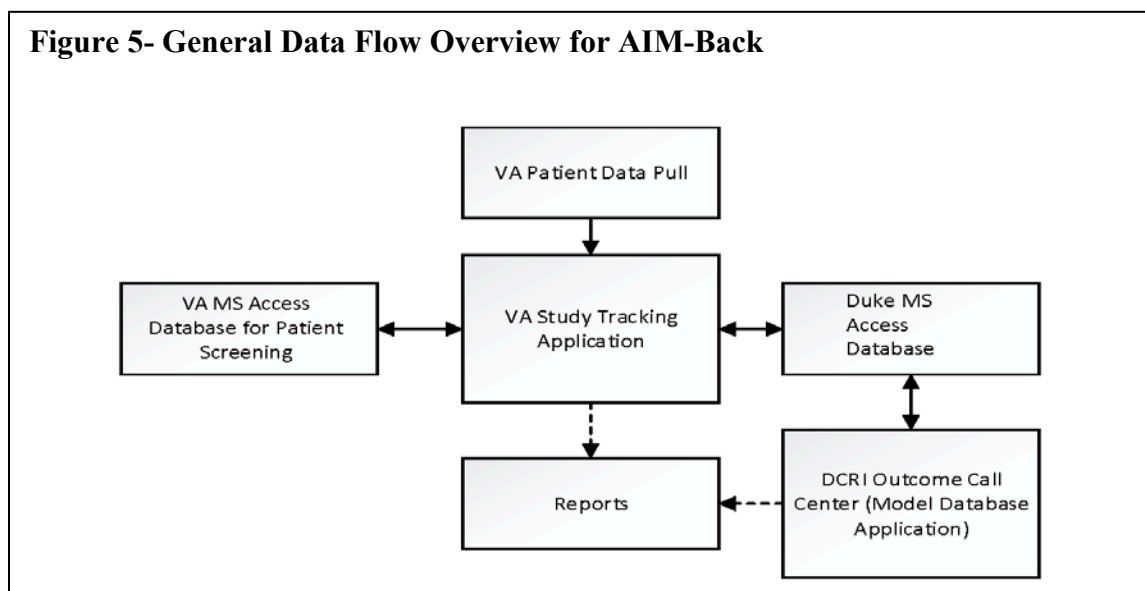 Figure 5- General Data Flow Overview for AIM-Back
VA Patient Data Pull
VA MS Access
Database for Patient
Screening
VA Study Tracking
Application
Duke MS
Access
Database
Reports
DCRI Outcome Call
Center (Model Database
Application)